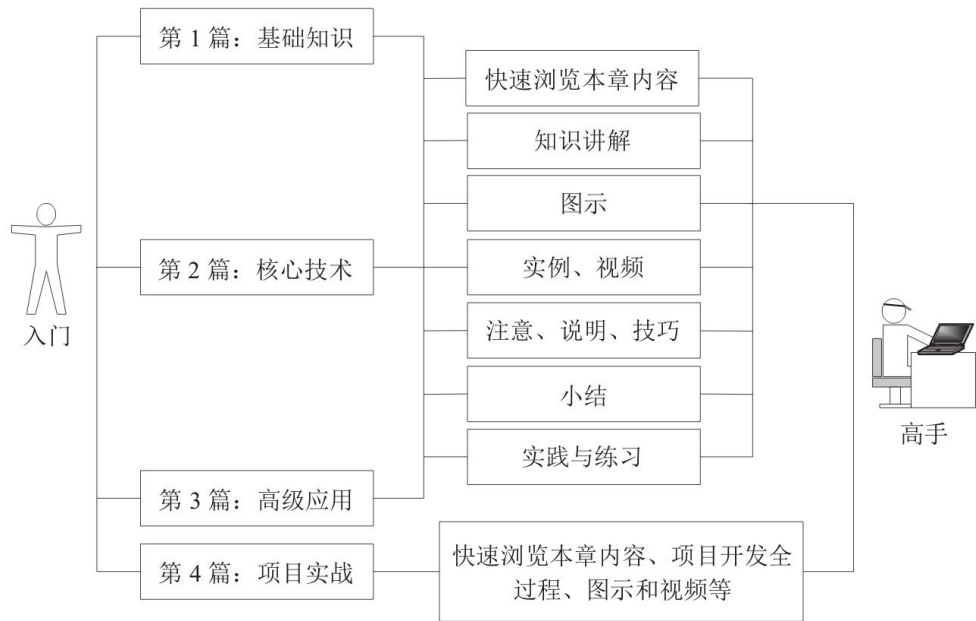 第 1 篇：基础知识
快速浏览本章内容
知识讲解
图示
第 2 篇：核心技术
实例、视频
入门
注意、说明、技巧
小结
高手
实践与练习
第 3 篇：高级应用
第 4 篇：项目实战
快速浏览本章内容、项目开发全
过程、图示和视频等